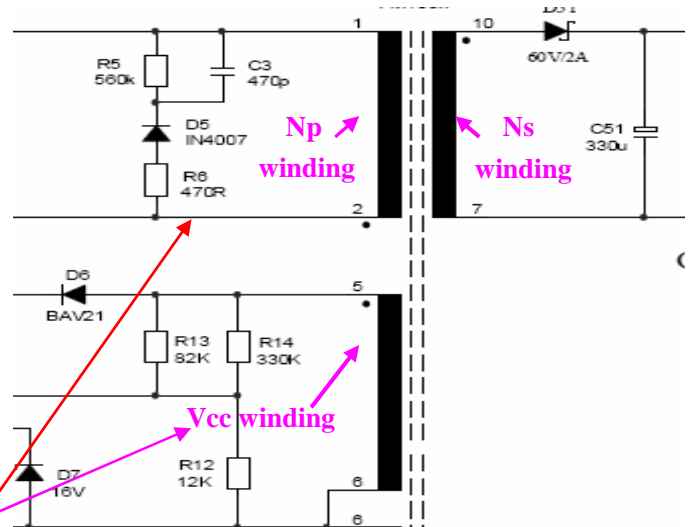 1
10
R5
560k
C3
470p
60V/2A
D5
IN4007
Np
winding
Ns
winding
C51
330u
R6
470R
2
7
D6
BAV21
5
R13
82K
R14
330K
Vcc winding
D7
16V
R12
12K
6
6